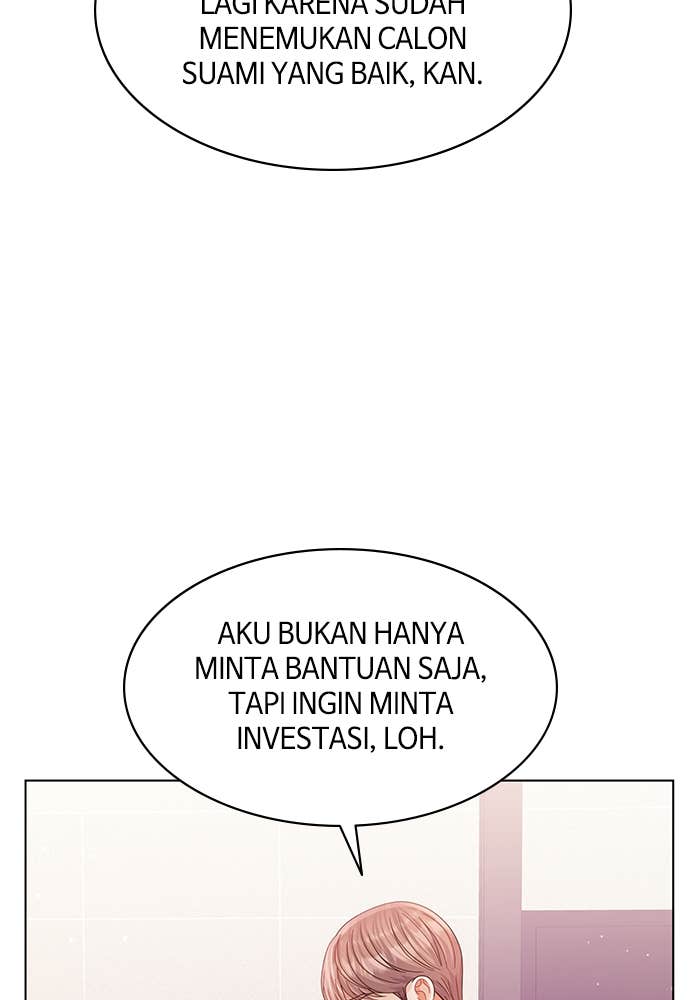 LAGI KARENA SUDAH
MENEMUKAN CALON
SUAMI YANG BAIK, KAN.
AKU BUKAN HANYA
MINTA BANTUAN SAJA,
TAPI INGIN MINTA
INVESTASI, LOH.